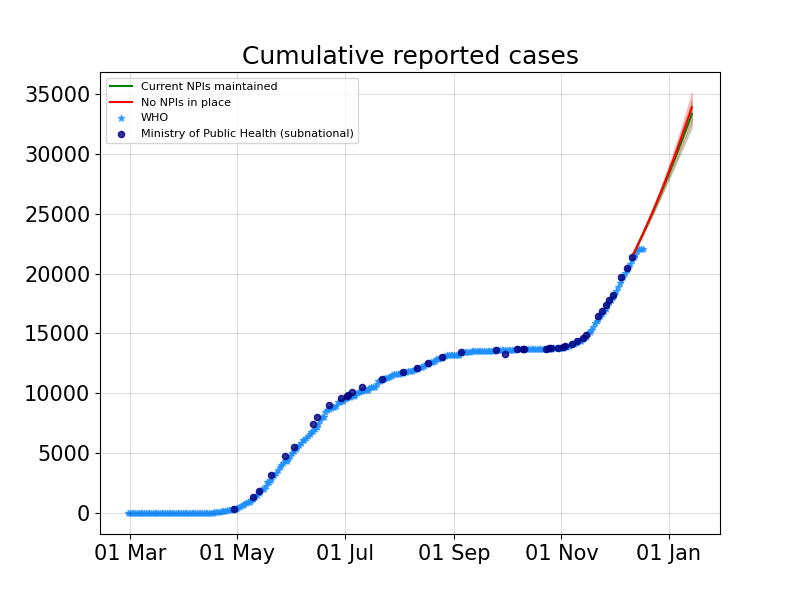 Cumulative reported cases
Current NPIs maintained
No NPIs in place
WHO
Ministry of Public Health (subnational)
35000
30000
25000
20000
15000
10000
5000
0
01 Mar
01 May
01 Jul
01 Sep
01 Nov
01 Jan